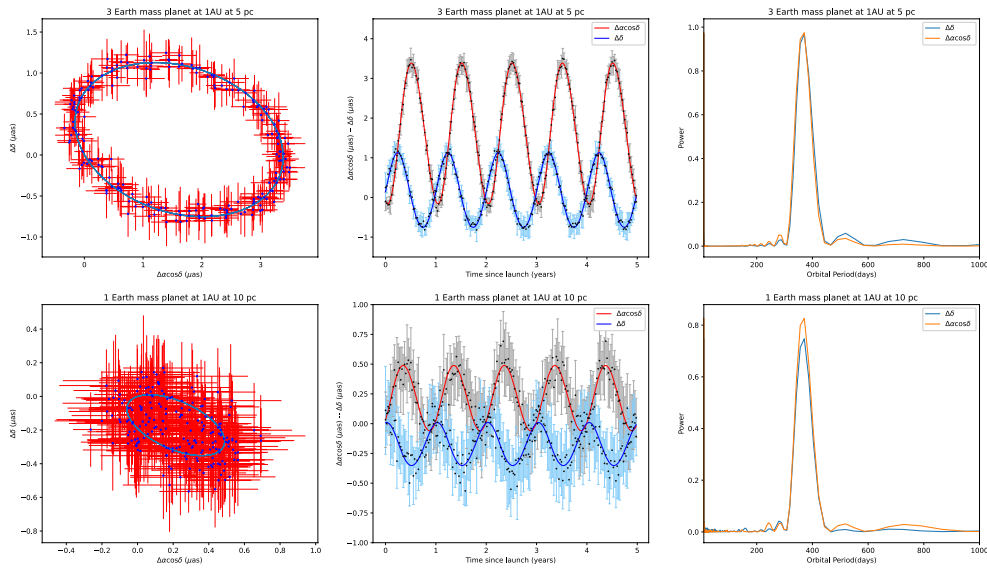 3 Earth mass planet at 1AU at 5 pc
1.5
1.0
0.5
0.0
−0.5
−1.0
Δδ (μas)
0
1
2
3
Δαcosδ (μas)
3 Earth mass planet at 1AU at 5 pc
Δαcosδ
Δδ
4
3
2
1
0
−1
Δαcosδ (μas) − Δδ (μas)
0
1
2
3
4
5
Time since launch (years)
3 Earth mass planet at 1AU at 5 pc
Δδ
Δαcosδ
1.0
0.8
0.6
0.4
0.2
0.0
Power
200
400
600
800
1000
Orbital Period(days)
1 Earth mass planet at 1AU at 10 pc
0.4
0.2
0.0
−0.2
−0.4
−0.6
−0.8
Δδ (μas)
−0.4
−0.2
0.0
0.2
0.4
0.6
0.8
1.0
Δαcosδ (μas)
1 Earth mass planet at 1AU at 10 pc
Δαcosδ
Δδ
1.00
0.75
0.50
0.25
0.00
−0.25
−0.50
−0.75
−1.00
Δαcosδ (μas) − Δδ (μas)
0
1
2
3
4
5
Time since launch (years)
1 Earth mass planet at 1AU at 10 pc
Δδ
Δαcosδ
0.8
0.6
0.4
0.2
0.0
Power
200
400
600
800
1000
Orbital Period(days)